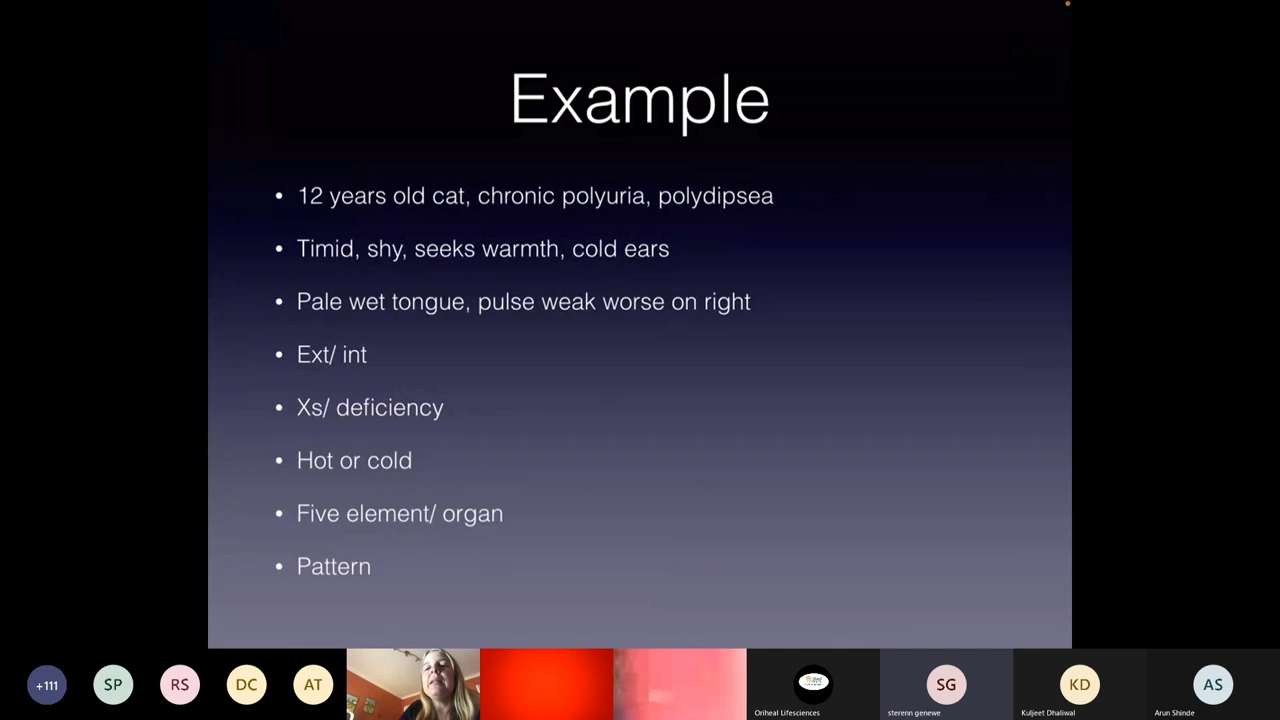 Example
• 12 years old cat, chronic polyuria, polydipsea
• Timid, shy, seeks warmth, cold ears
• Pale wet tongue, pulse weak worse on right
• Ext/ int
• Xs/ deficiency
• Hot or cold
• Five element/ organ
• Pattern
+111
SP
RS
DC
AT
SG
KD
AS
Oriheal Lifesciences
sterenn genewe
Kuljeet Dhaliwal
Arun Shinde